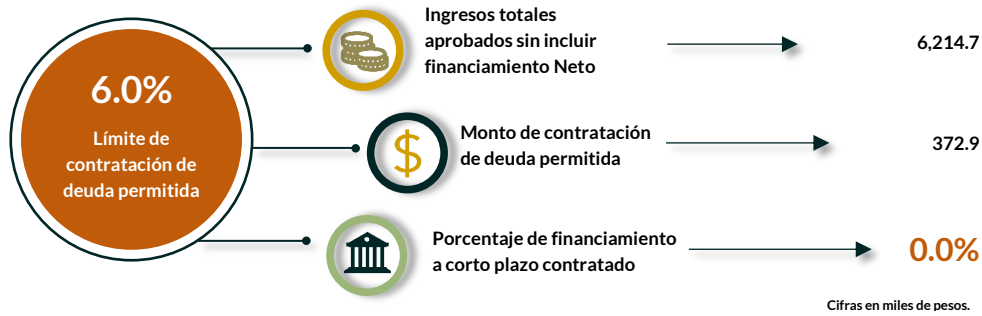 6.0%
Límite de
contratación de
deuda permitida
Ingresos totales
aprobados sin incluir
financiamiento Neto
6,214.7
$
Monto de contratación
de deuda permitida
372.9
Porcentaje de financiamiento
a corto plazo contratado
0.0%
Cifras en miles de pesos.